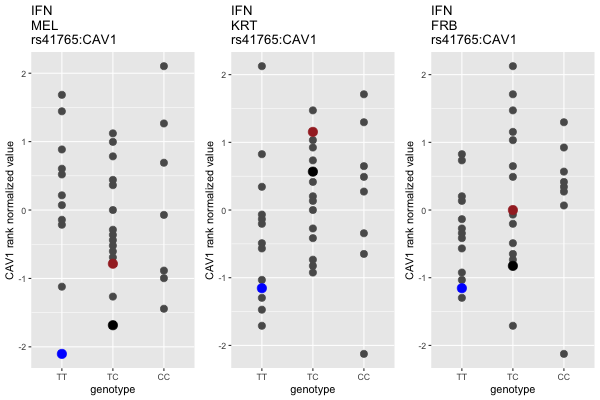 IFN
MEL
rs41765:CAV1
CAV1 rank normalized value
2
1
0
-1
-2
TT
TC
CC
genotype
IFN
KRT
rs41765:CAV1
CAV1 rank normalized value
2
1
0
-1
-2
TT
TC
CC
genotype
IFN
FRB
rs41765:CAV1
CAV1 rank normalized value
2
1
0
-1
-2
TT
TC
CC
genotype